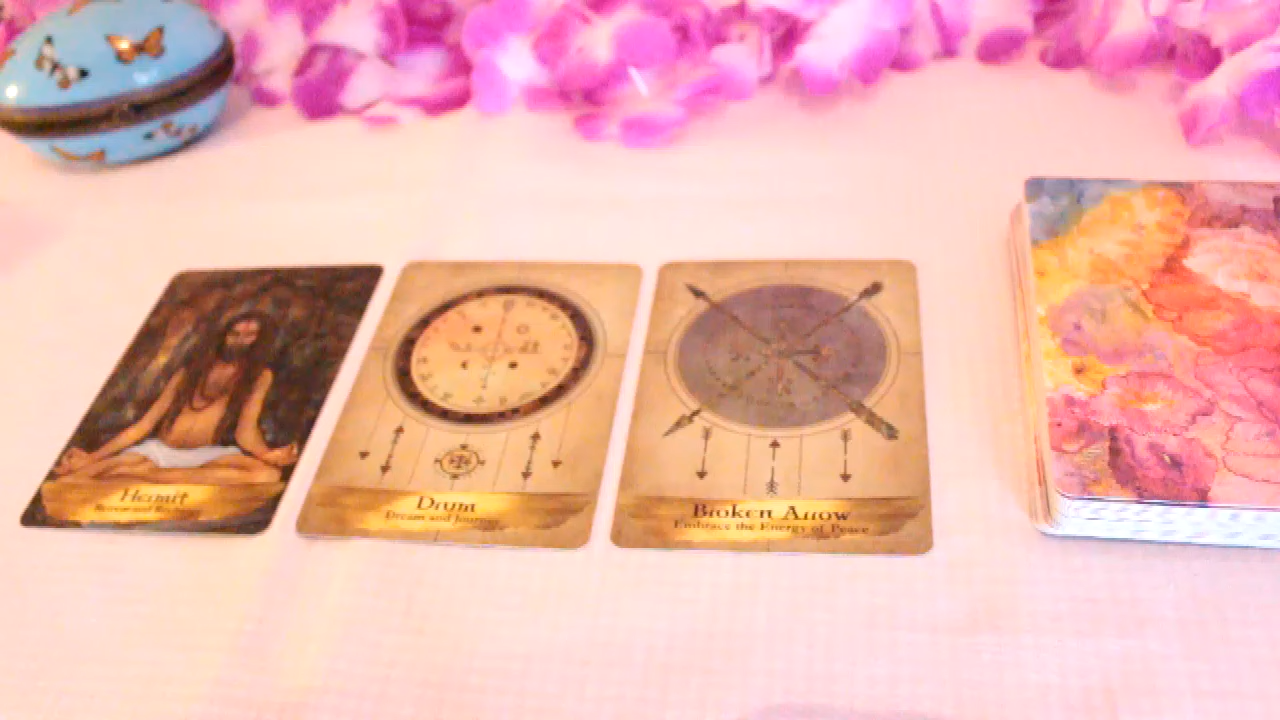 Hermit
Drum
Dream and Journey
Broken Arrow
Embrace the Energy of Peace